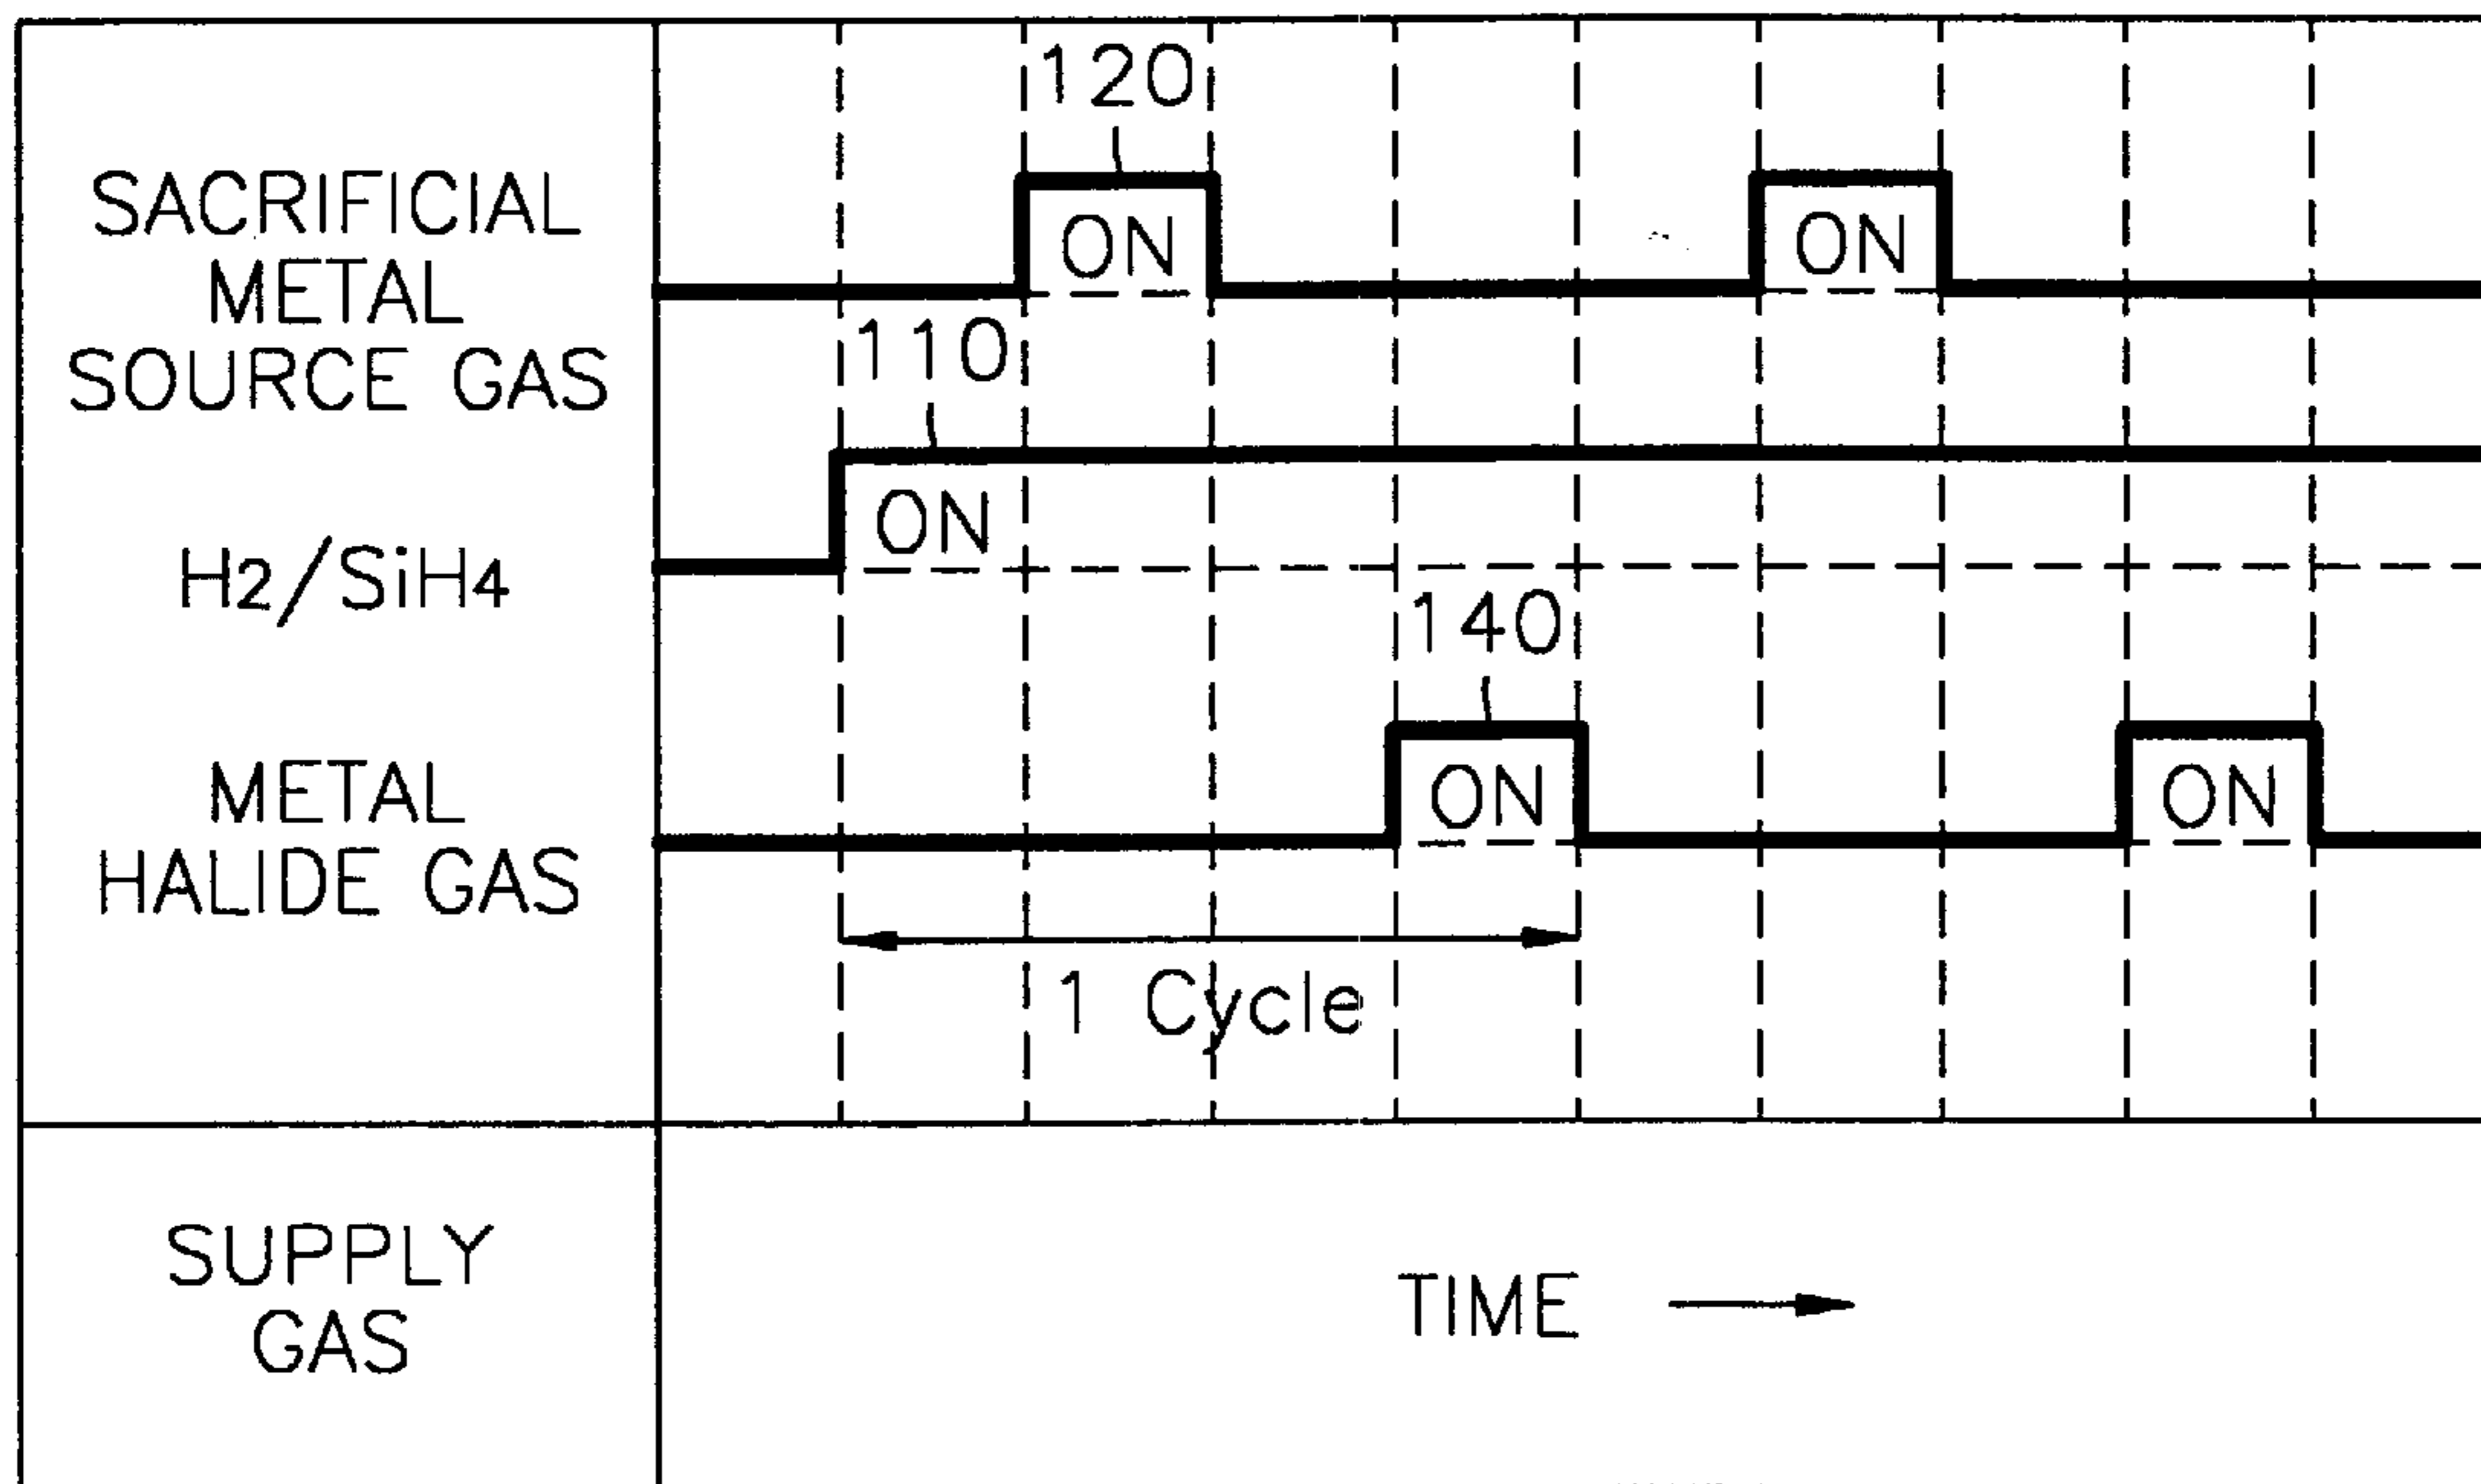 120
SACRIFICIAL
METAL
SOURCE GAS
ON
ON
110
H2/SiH4
ON
140
METAL
HALIDE GAS
ON
ON
1 Cycle
SUPPLY
GAS
TIME